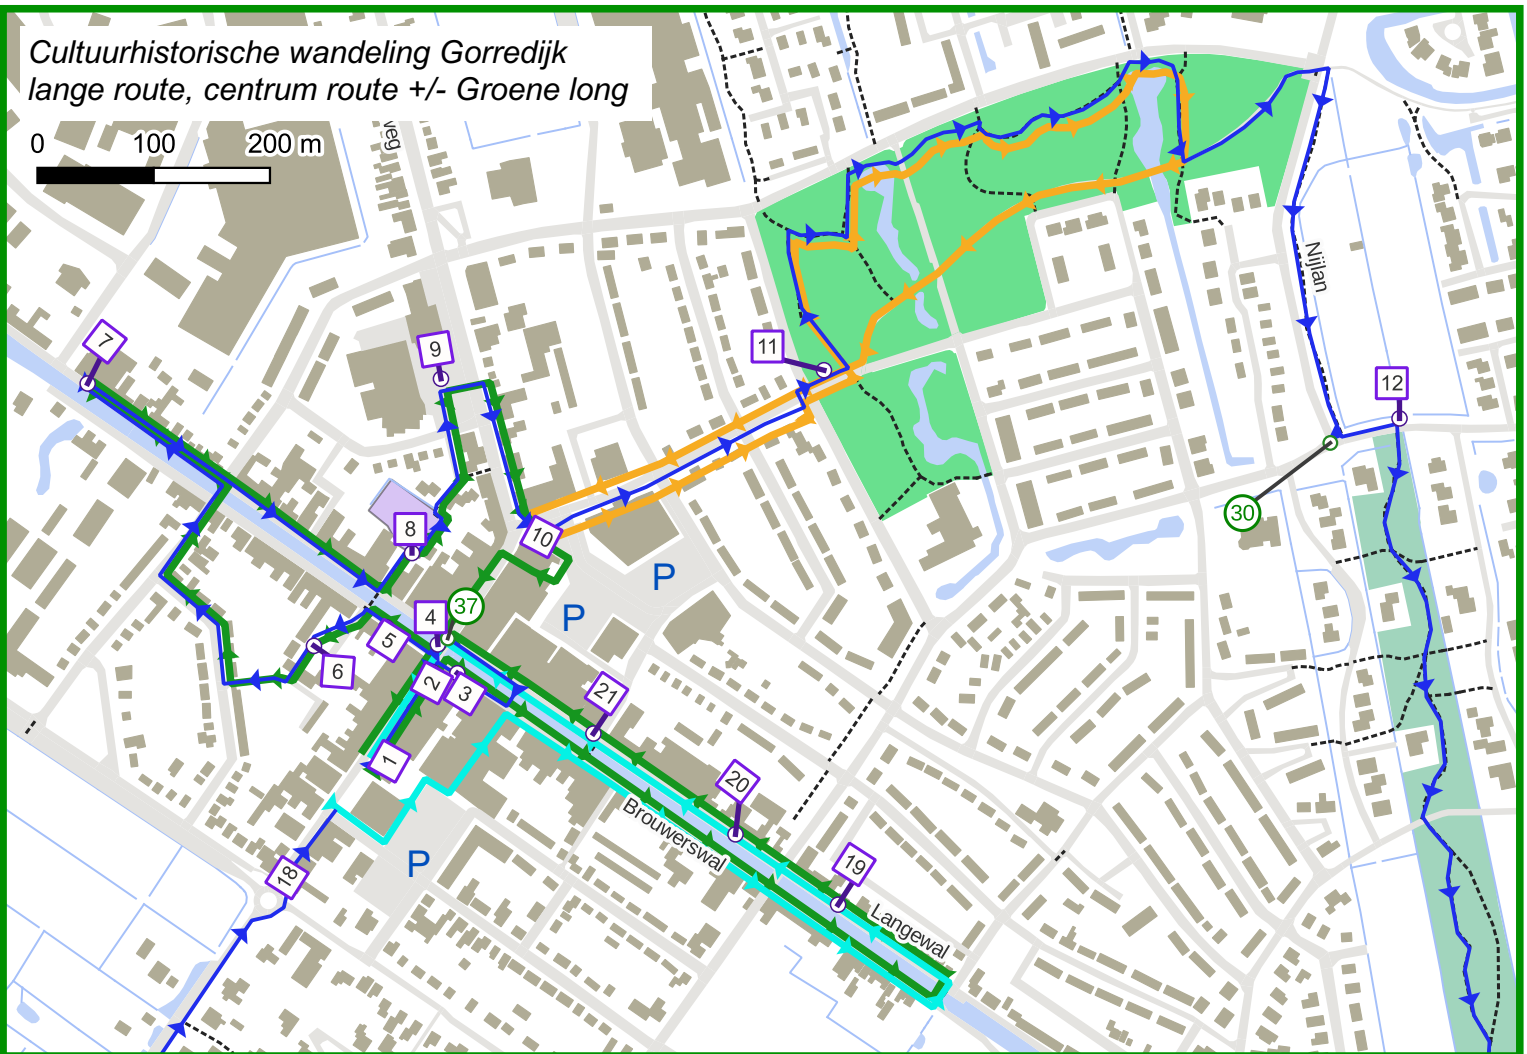 Cultuurhistorische wandeling Gorredijk
lange route, centrum route +/- Groene long
0 100 200 m
weg
7
9
11
12
Nijlan
30
8
10
P
P
4
37
5
6
2
3
21
1
20
Brouwerswal
18
P
19
Langewal